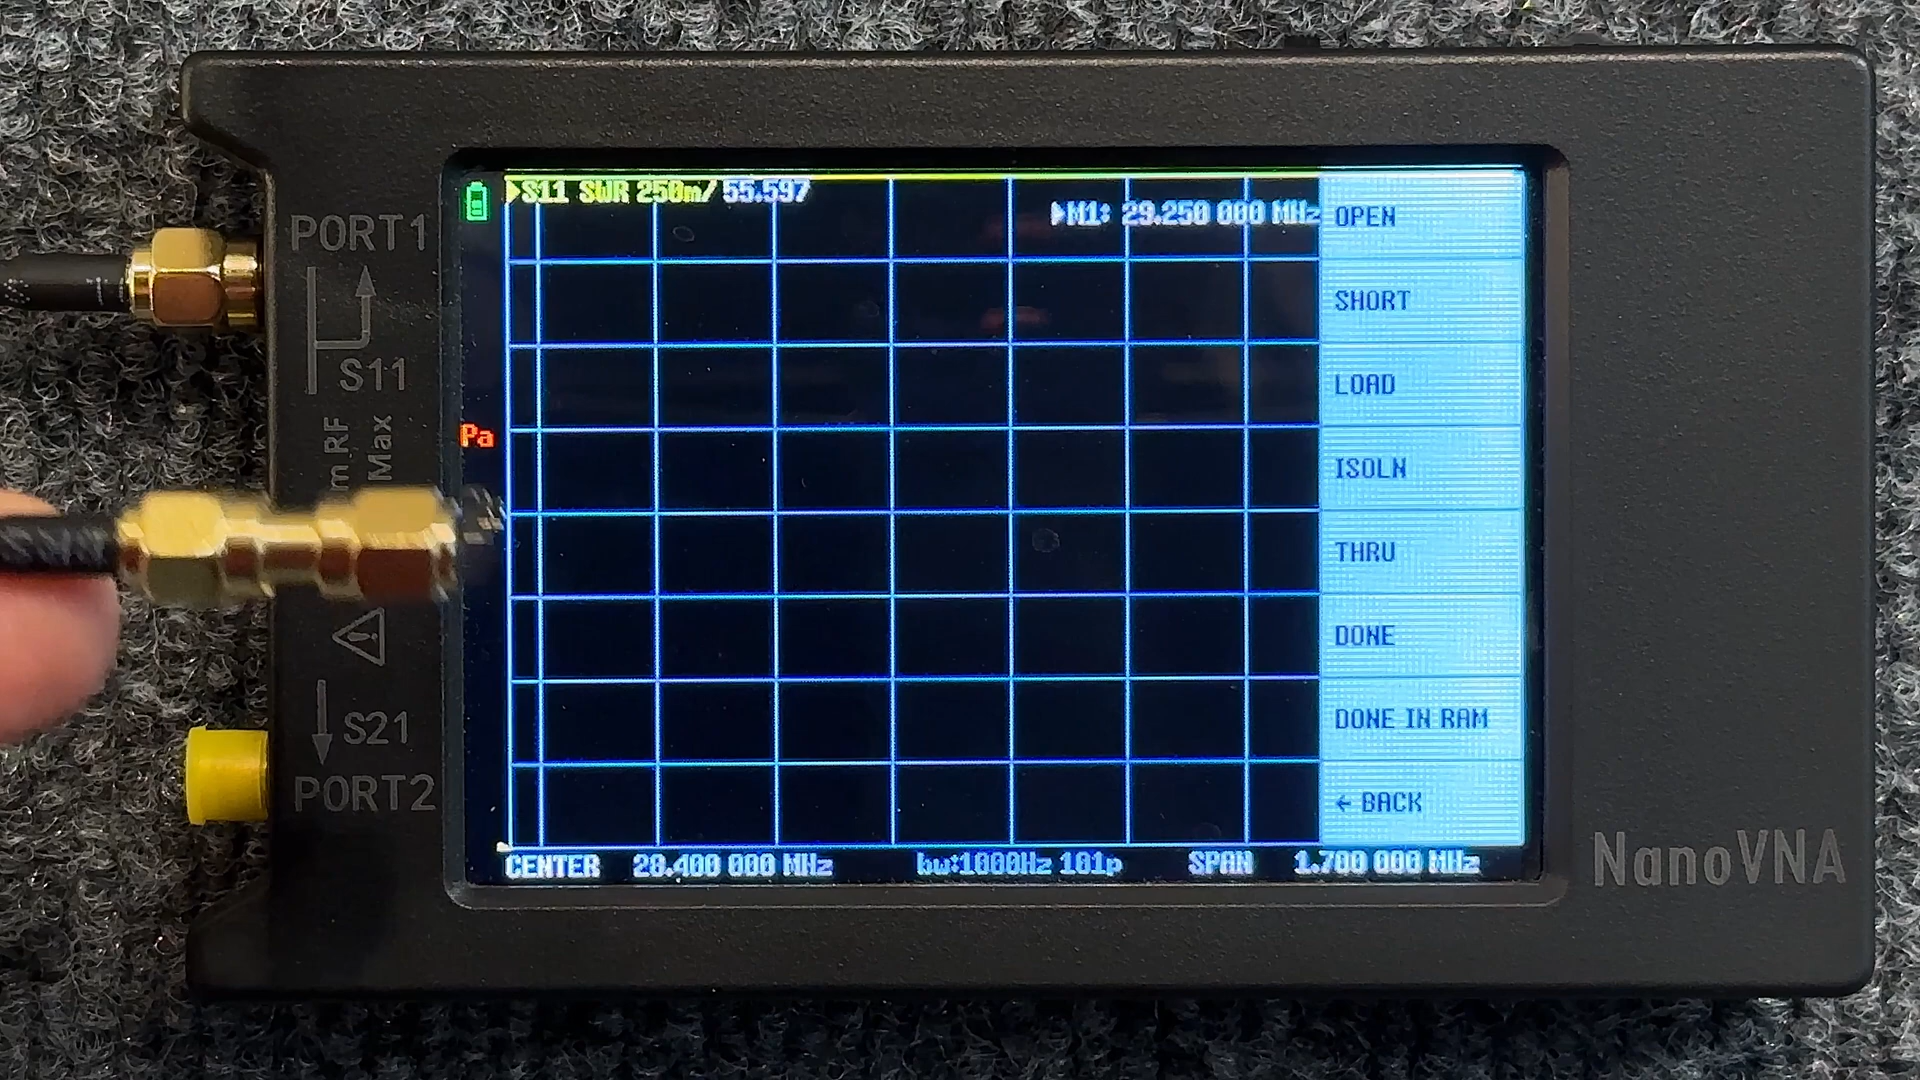 ▶S11 SWR 250m/ 55.597
▶M1: 29.250 000 MHz
PORT1
S11
m RF
Max
Pa
S21
PORT2
OPEN
SHORT
LOAD
ISOLN
THRU
DONE
DONE IN RAM
← BACK
CENTER 28.400 000 MHz bw:1000Hz 101p SPAN 1.700 000 MHz
NanoVNA